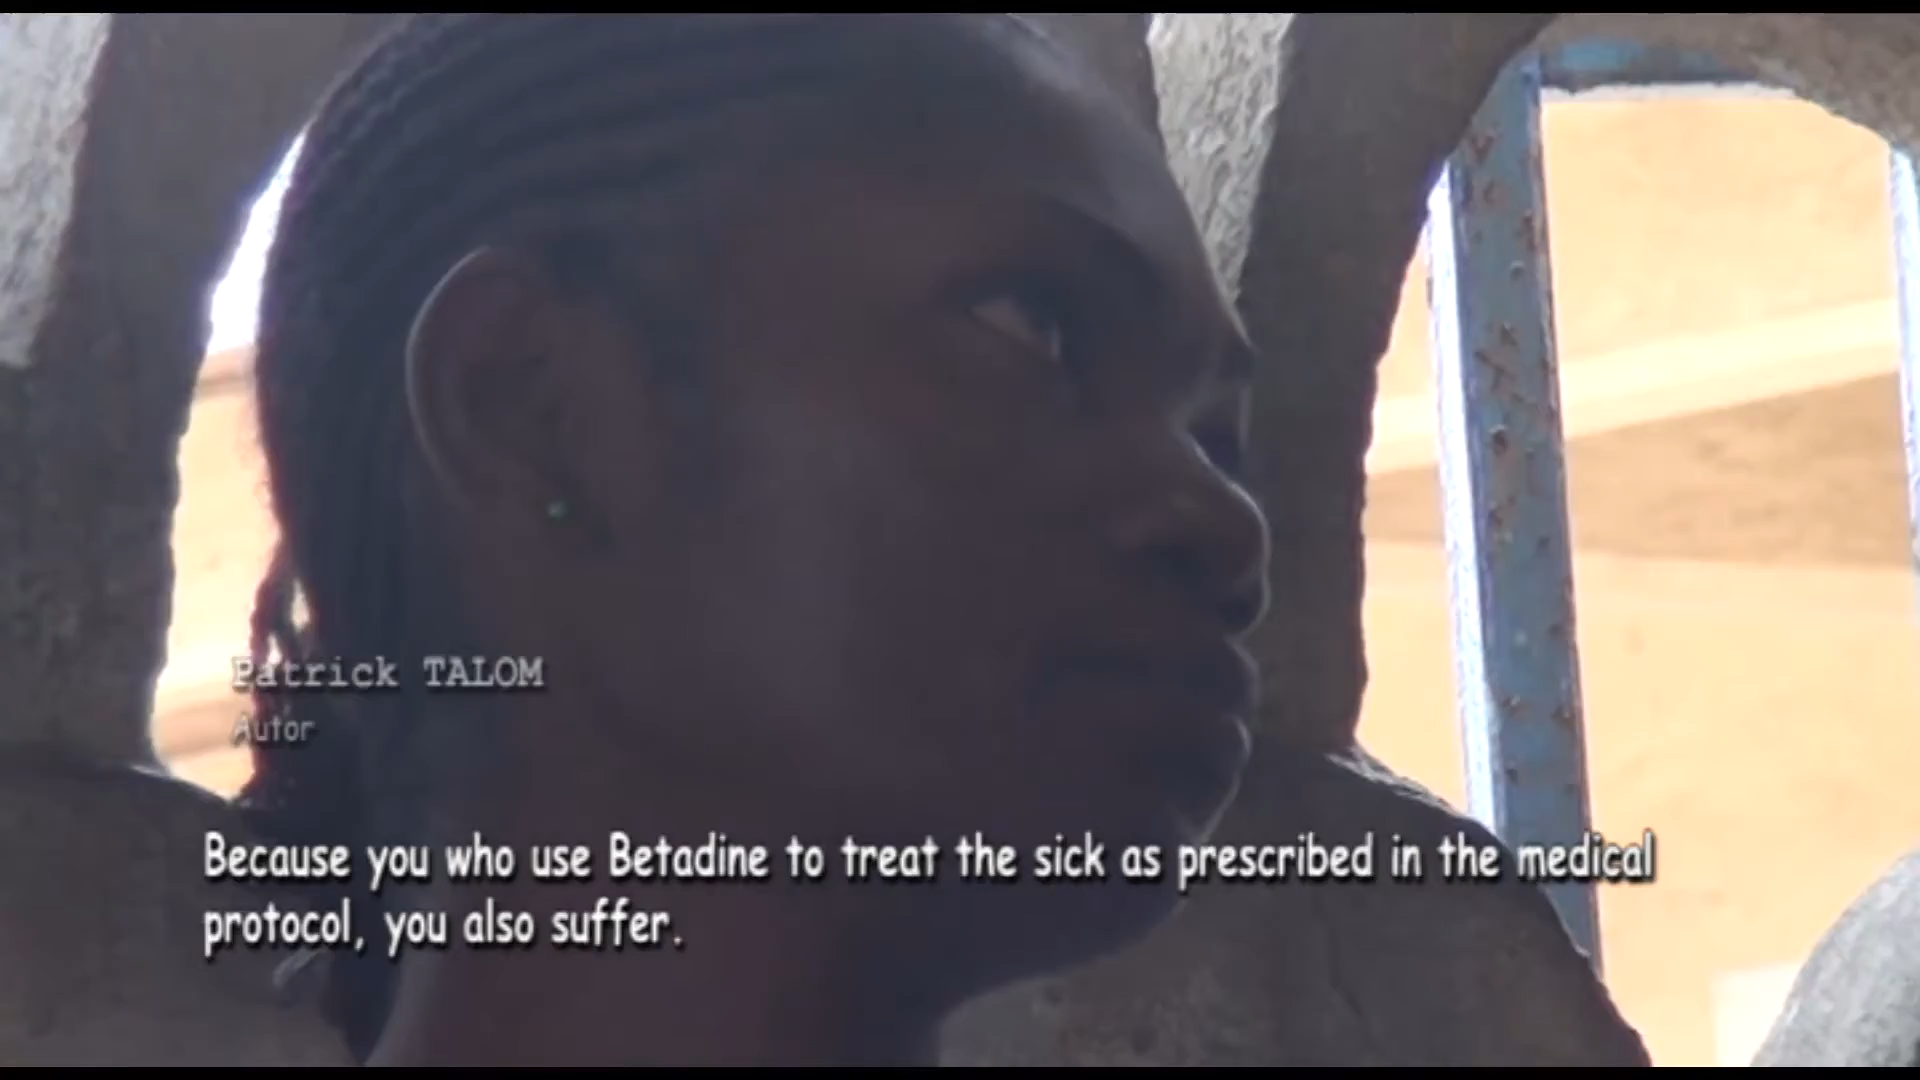 Patrick TALOM
Autor
Because you who use Betadine to treat the sick as prescribed in the medical
protocol, you also suffer.